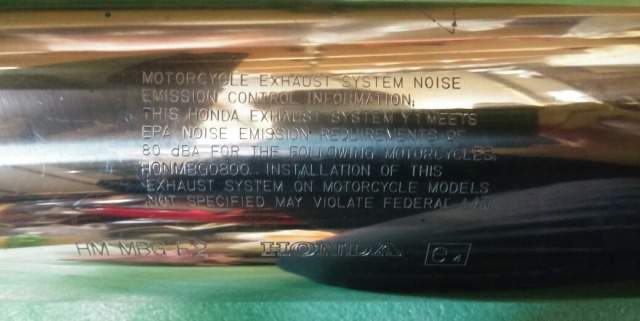 MOTORCYCLE EXHAUST SYSTEM NOISE
EMISSION CONTROL INFORMATION.
THIS HONDA EXHAUST SYSTEM MEETS
EPA NOISE EMISSION REQUIREMENTS OF
80 dBA FOR THE FOLLOWING MOTORCYCLES.
HONMBG0800. INSTALLATION OF THIS
EXHAUST SYSTEM ON MOTORCYCLE MODELS
NOT SPECIFIED MAY VIOLATE FEDERAL LAW.
HM MBG HONDA